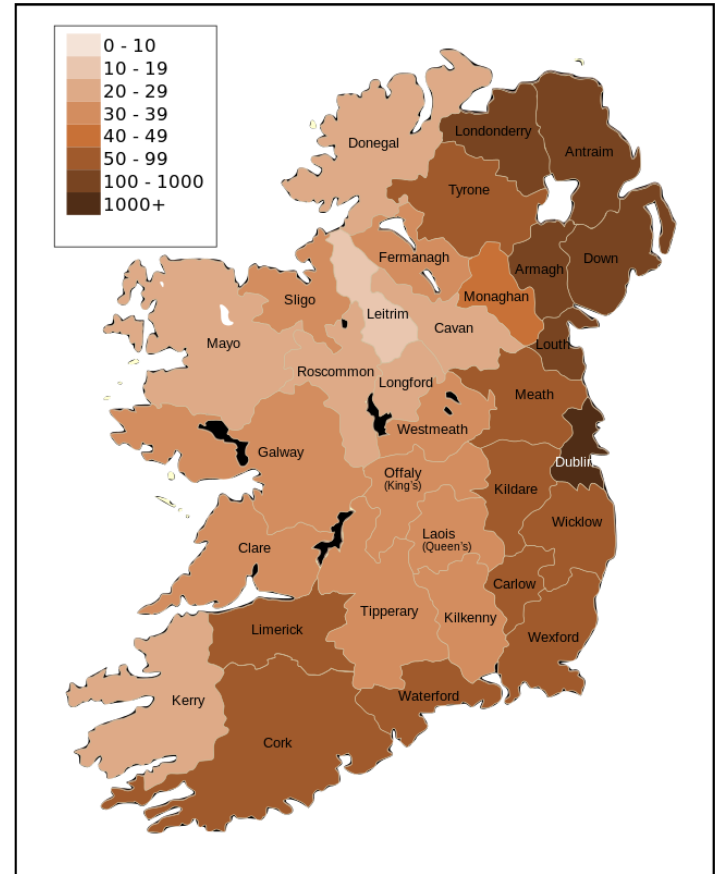 0 - 10
10 - 19
20 - 29
30 - 39
40 - 49
50 - 99
100 - 1000
1000+
Donegal
Londonderry
Antraim
Tyrone
Fermanagh
Armagh
Down
Monaghan
Sligo
Leitrim
Cavan
Louth
Mayo
Roscommon
Longford
Meath
Westmeath
Galway
Dublin
Offaly
(King's)
Kildare
Wicklow
Laois
(Queen's)
Clare
Carlow
Tipperary
Kilkenny
Limerick
Wexford
Kerry
Waterford
Cork